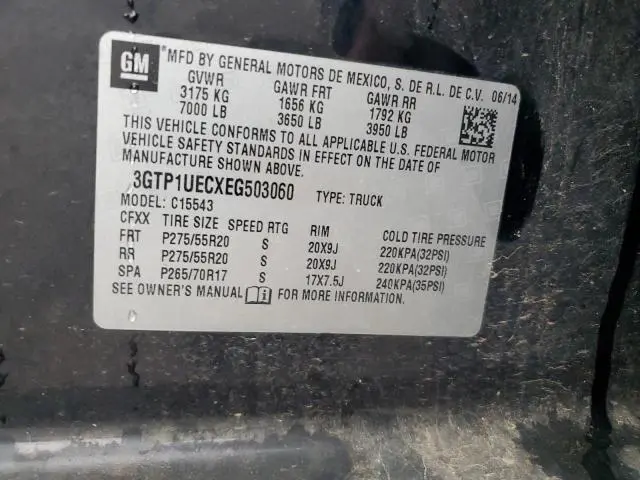 GM
MFD BY GENERAL MOTORS DE MEXICO, S. DE R.L. DE C.V. 06/14
GVWR GAWR FRT GAWR RR
3175 KG 1656 KG 1792 KG
7000 LB 3650 LB 3950 LB
THIS VEHICLE CONFORMS TO ALL APPLICABLE U.S. FEDERAL MOTOR
VEHICLE SAFETY STANDARDS IN EFFECT ON THE DATE OF
MANUFACTURE SHOWN ABOVE.
3GTP1UECXEG503060 TYPE: TRUCK
MODEL: C15543
CFXX TIRE SIZE SPEED RTG RIM COLD TIRE PRESSURE
FRT P275/55R20 S 20X9J 220KPA(32PSI)
RR P275/55R20 S 20X9J 220KPA(32PSI)
SPA P265/70R17 S 17X7.5J 240KPA(35PSI)
SEE OWNER'S MANUAL i FOR MORE INFORMATION.